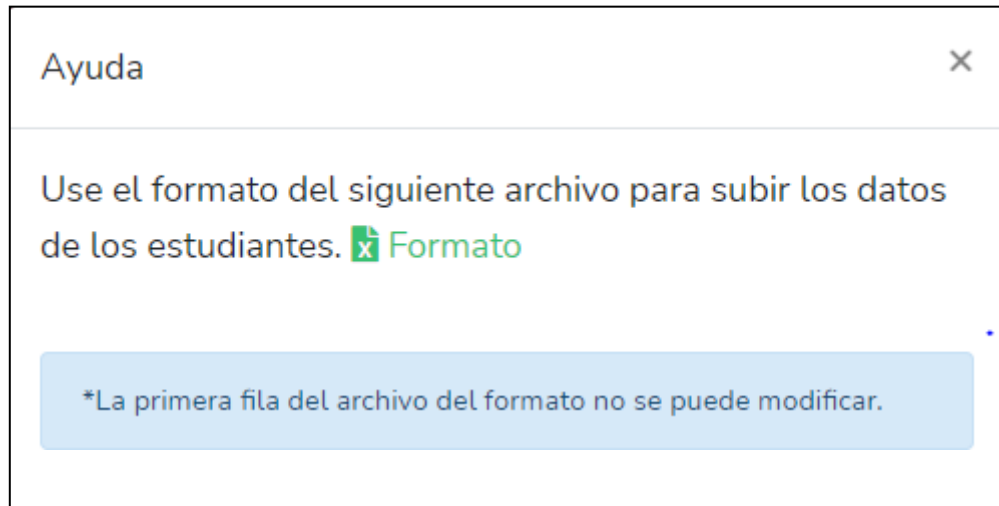 Ayuda
Use el formato del siguiente archivo para subir los datos
de los estudiantes. Formato
*La primera fila del archivo del formato no se puede modificar.